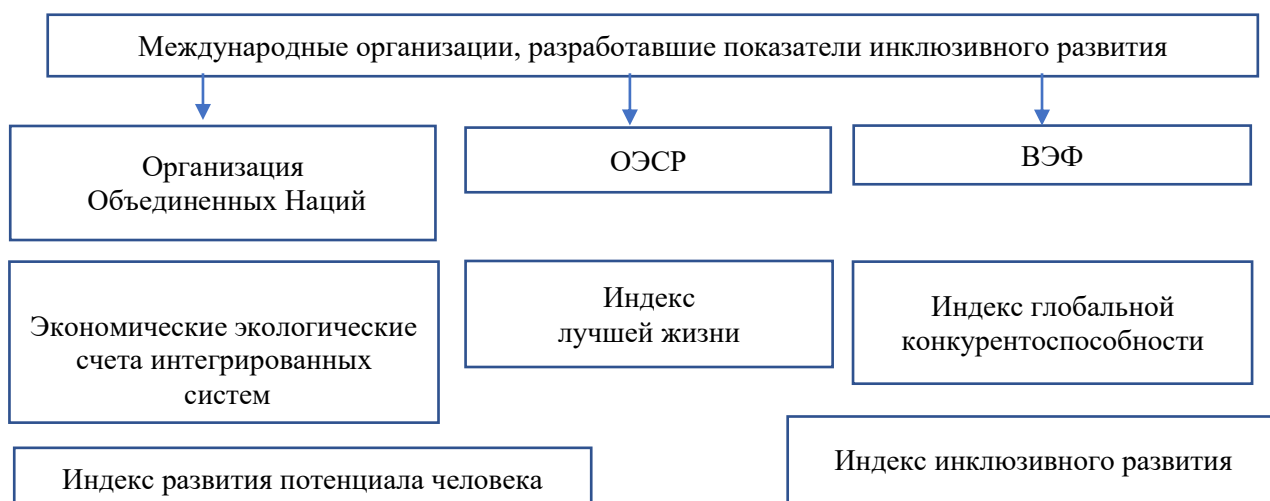 Международные организации, разработавшие показатели инклюзивного развития
Организация
Объединенных Наций
ОЭСР
ВЭФ
Экономические экологические
счета интегрированных
систем
Индекс
лучшей жизни
Индекс глобальной
конкурентоспособности
Индекс развития потенциала человека
Индекс инклюзивного развития